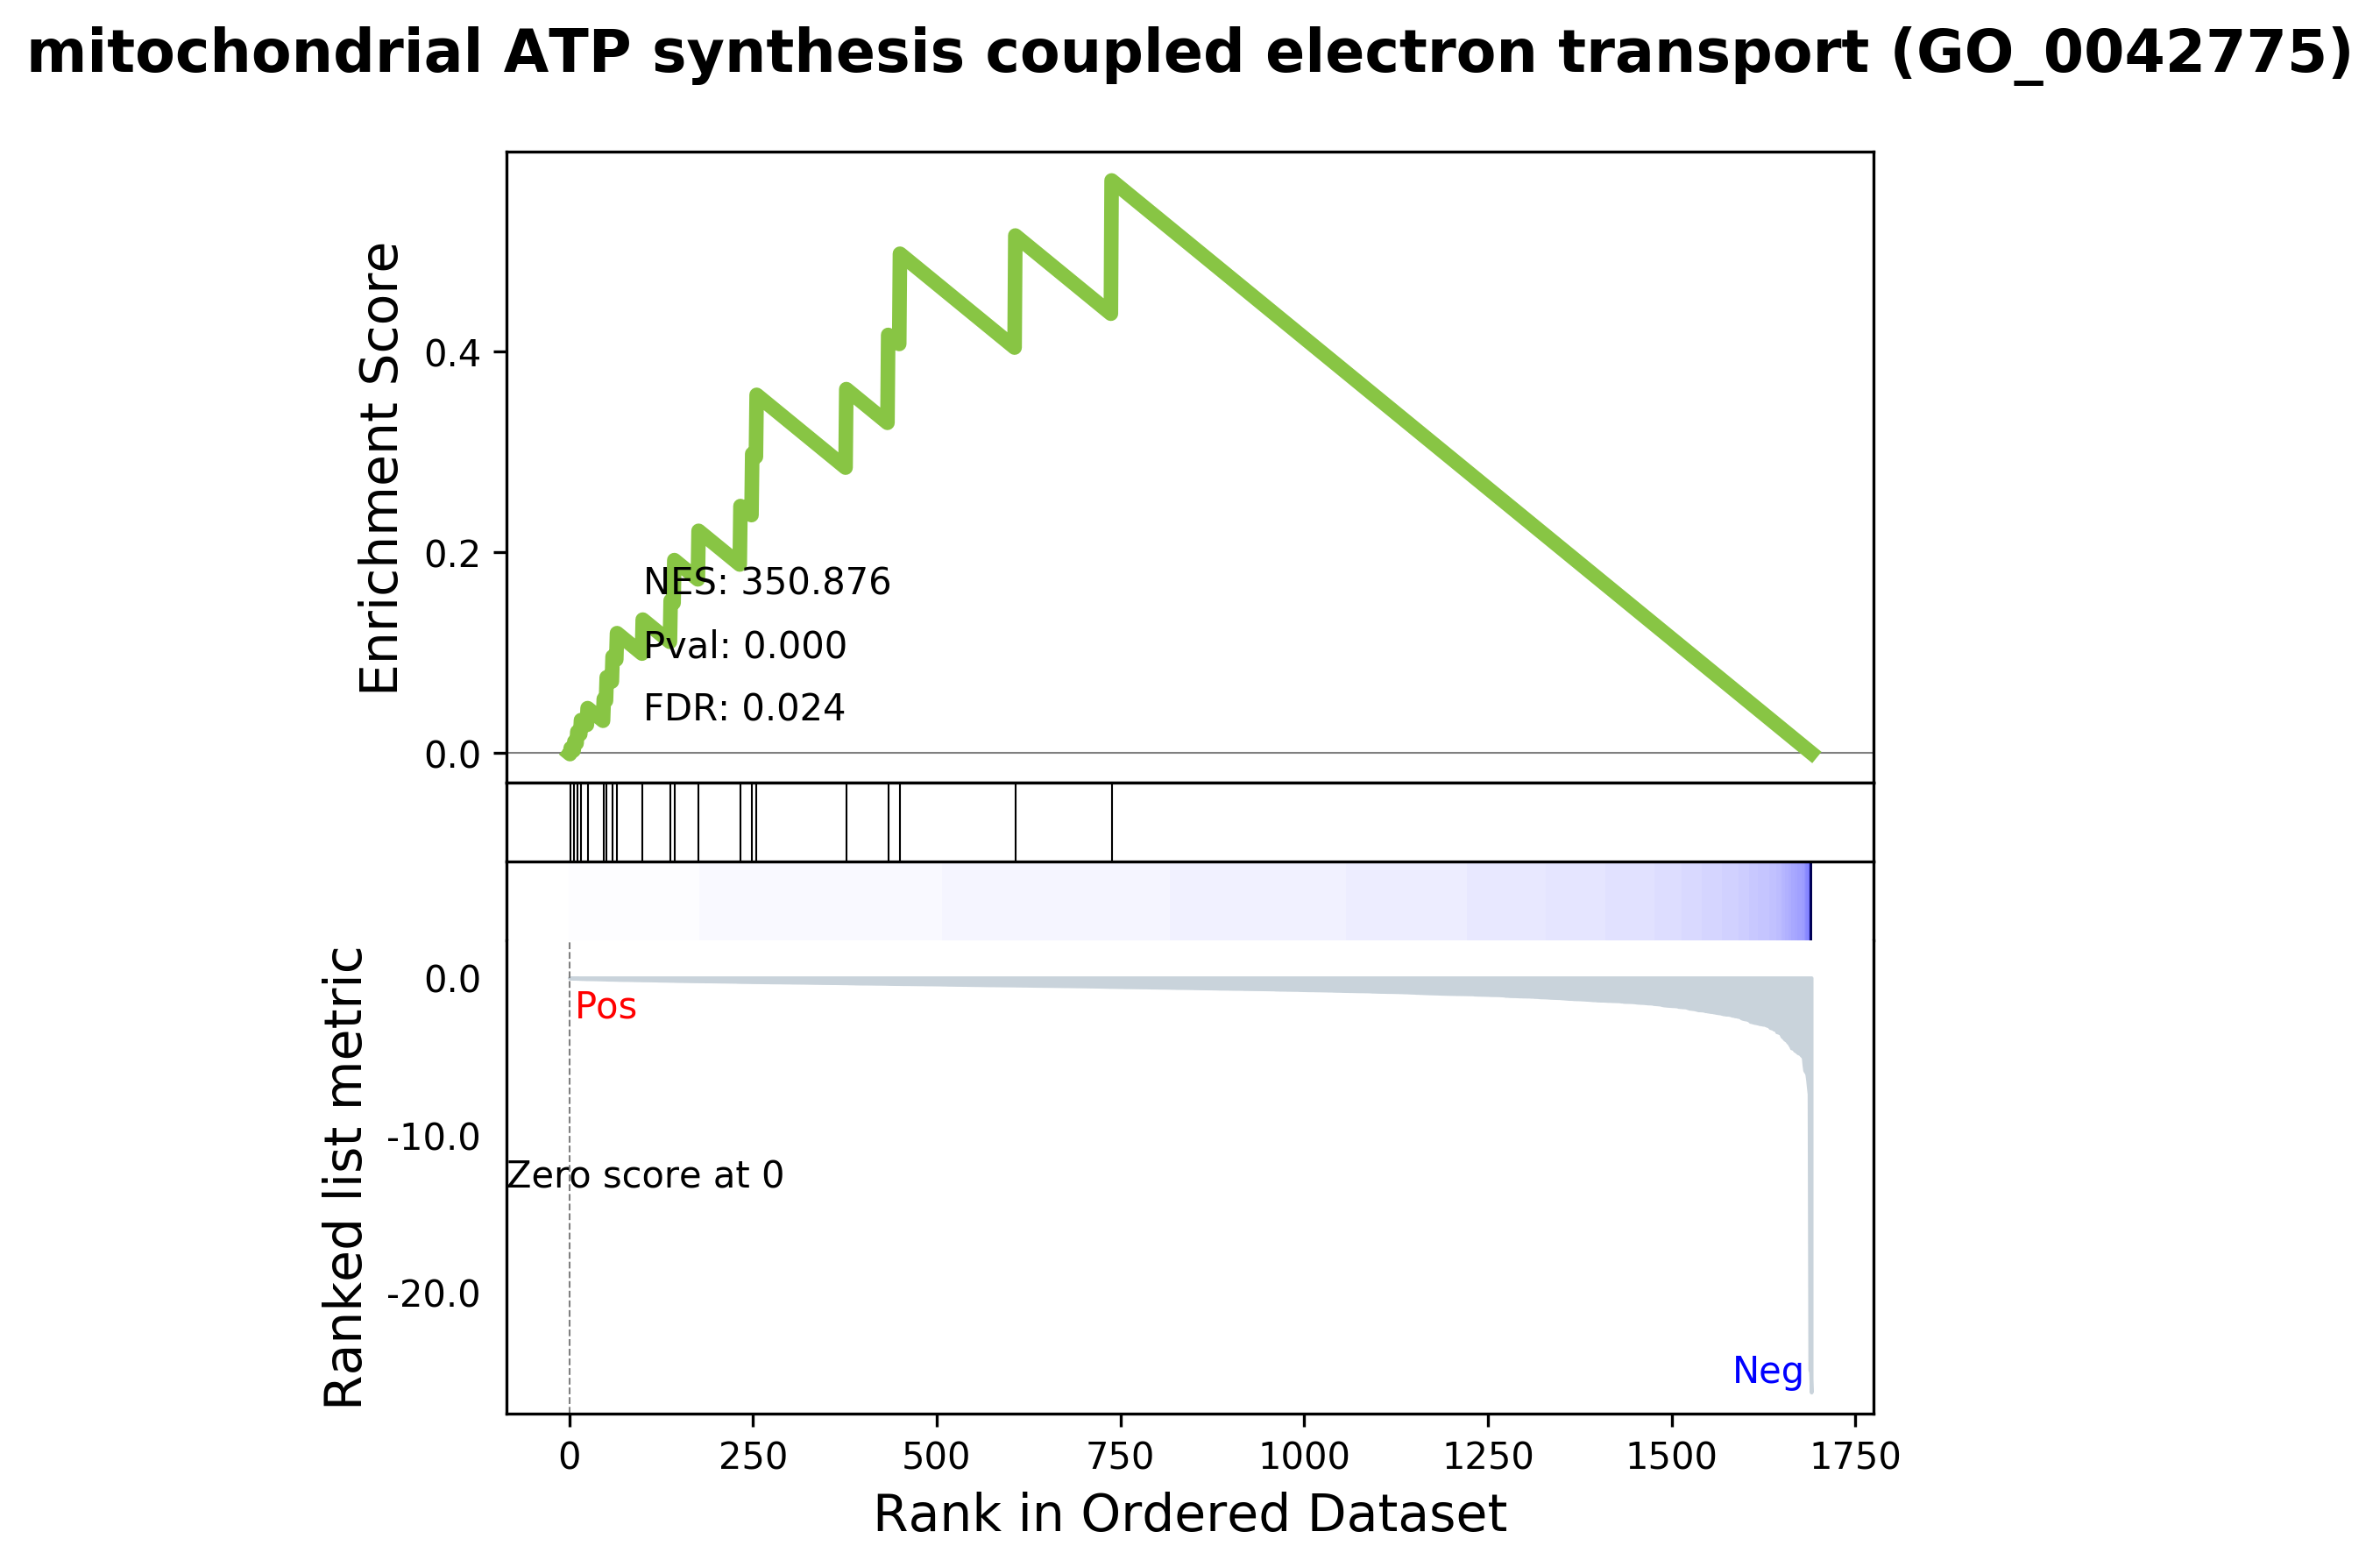 mitochondrial ATP synthesis coupled electron transport (GO_0042775)
Enrichment Score
0.4
0.2
0.0
NES: 350.876
Pval: 0.000
FDR: 0.024
Ranked list metric
0.0
-10.0
-20.0
Pos
Zero score at 0
Neg
0 250 500 750 1000 1250 1500 1750
Rank in Ordered Dataset